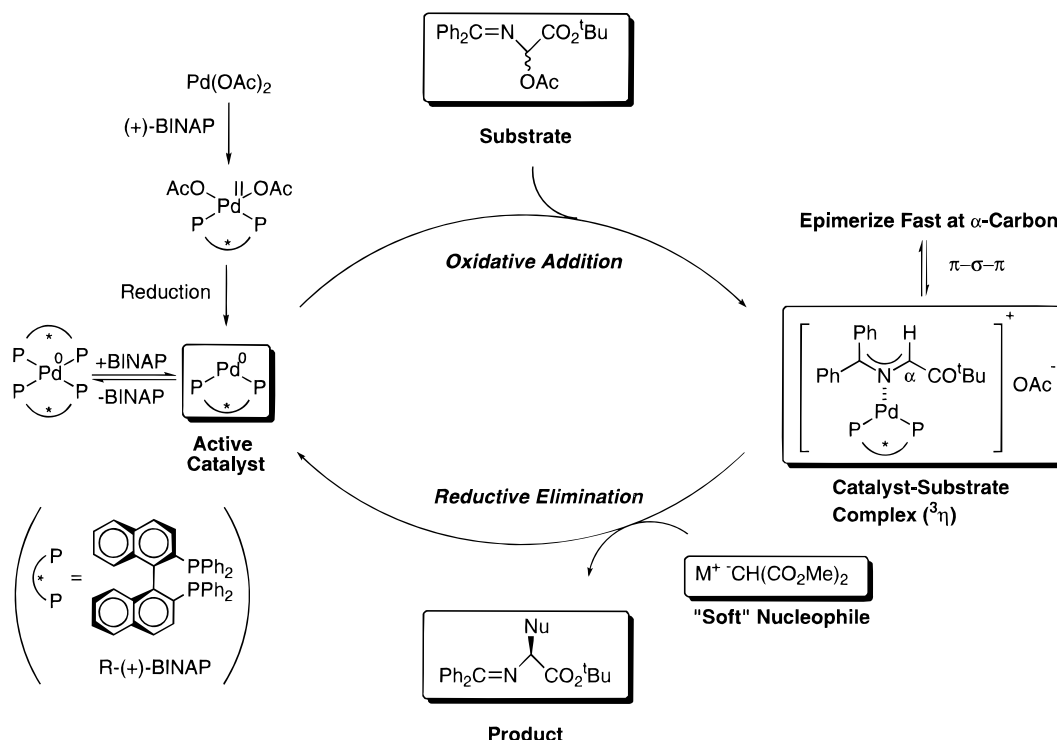 Ph₂C=N CO₂ᵗBu
OAc
Substrate
Pd(OAc)₂
(+)-BINAP
AcO II OAc
Pd
P P
*
Reduction
Oxidative Addition
Epimerize Fast at α-Carbon
π–σ–π
*
P 0 P
Pd
P P
*
+BINAP
-BINAP
0
Pd
P P
*
Active
Catalyst
Ph H
Ph N α COᵗBu
Pd
P P
*
+
OAc⁻
Catalyst-Substrate
Complex (³η)
Reductive Elimination
M⁺ ⁻CH(CO₂Me)₂
"Soft" Nucleophile
P
* =
P
PPh₂
PPh₂
R-(+)-BINAP
Nu
Ph₂C=N CO₂ᵗBu
Product